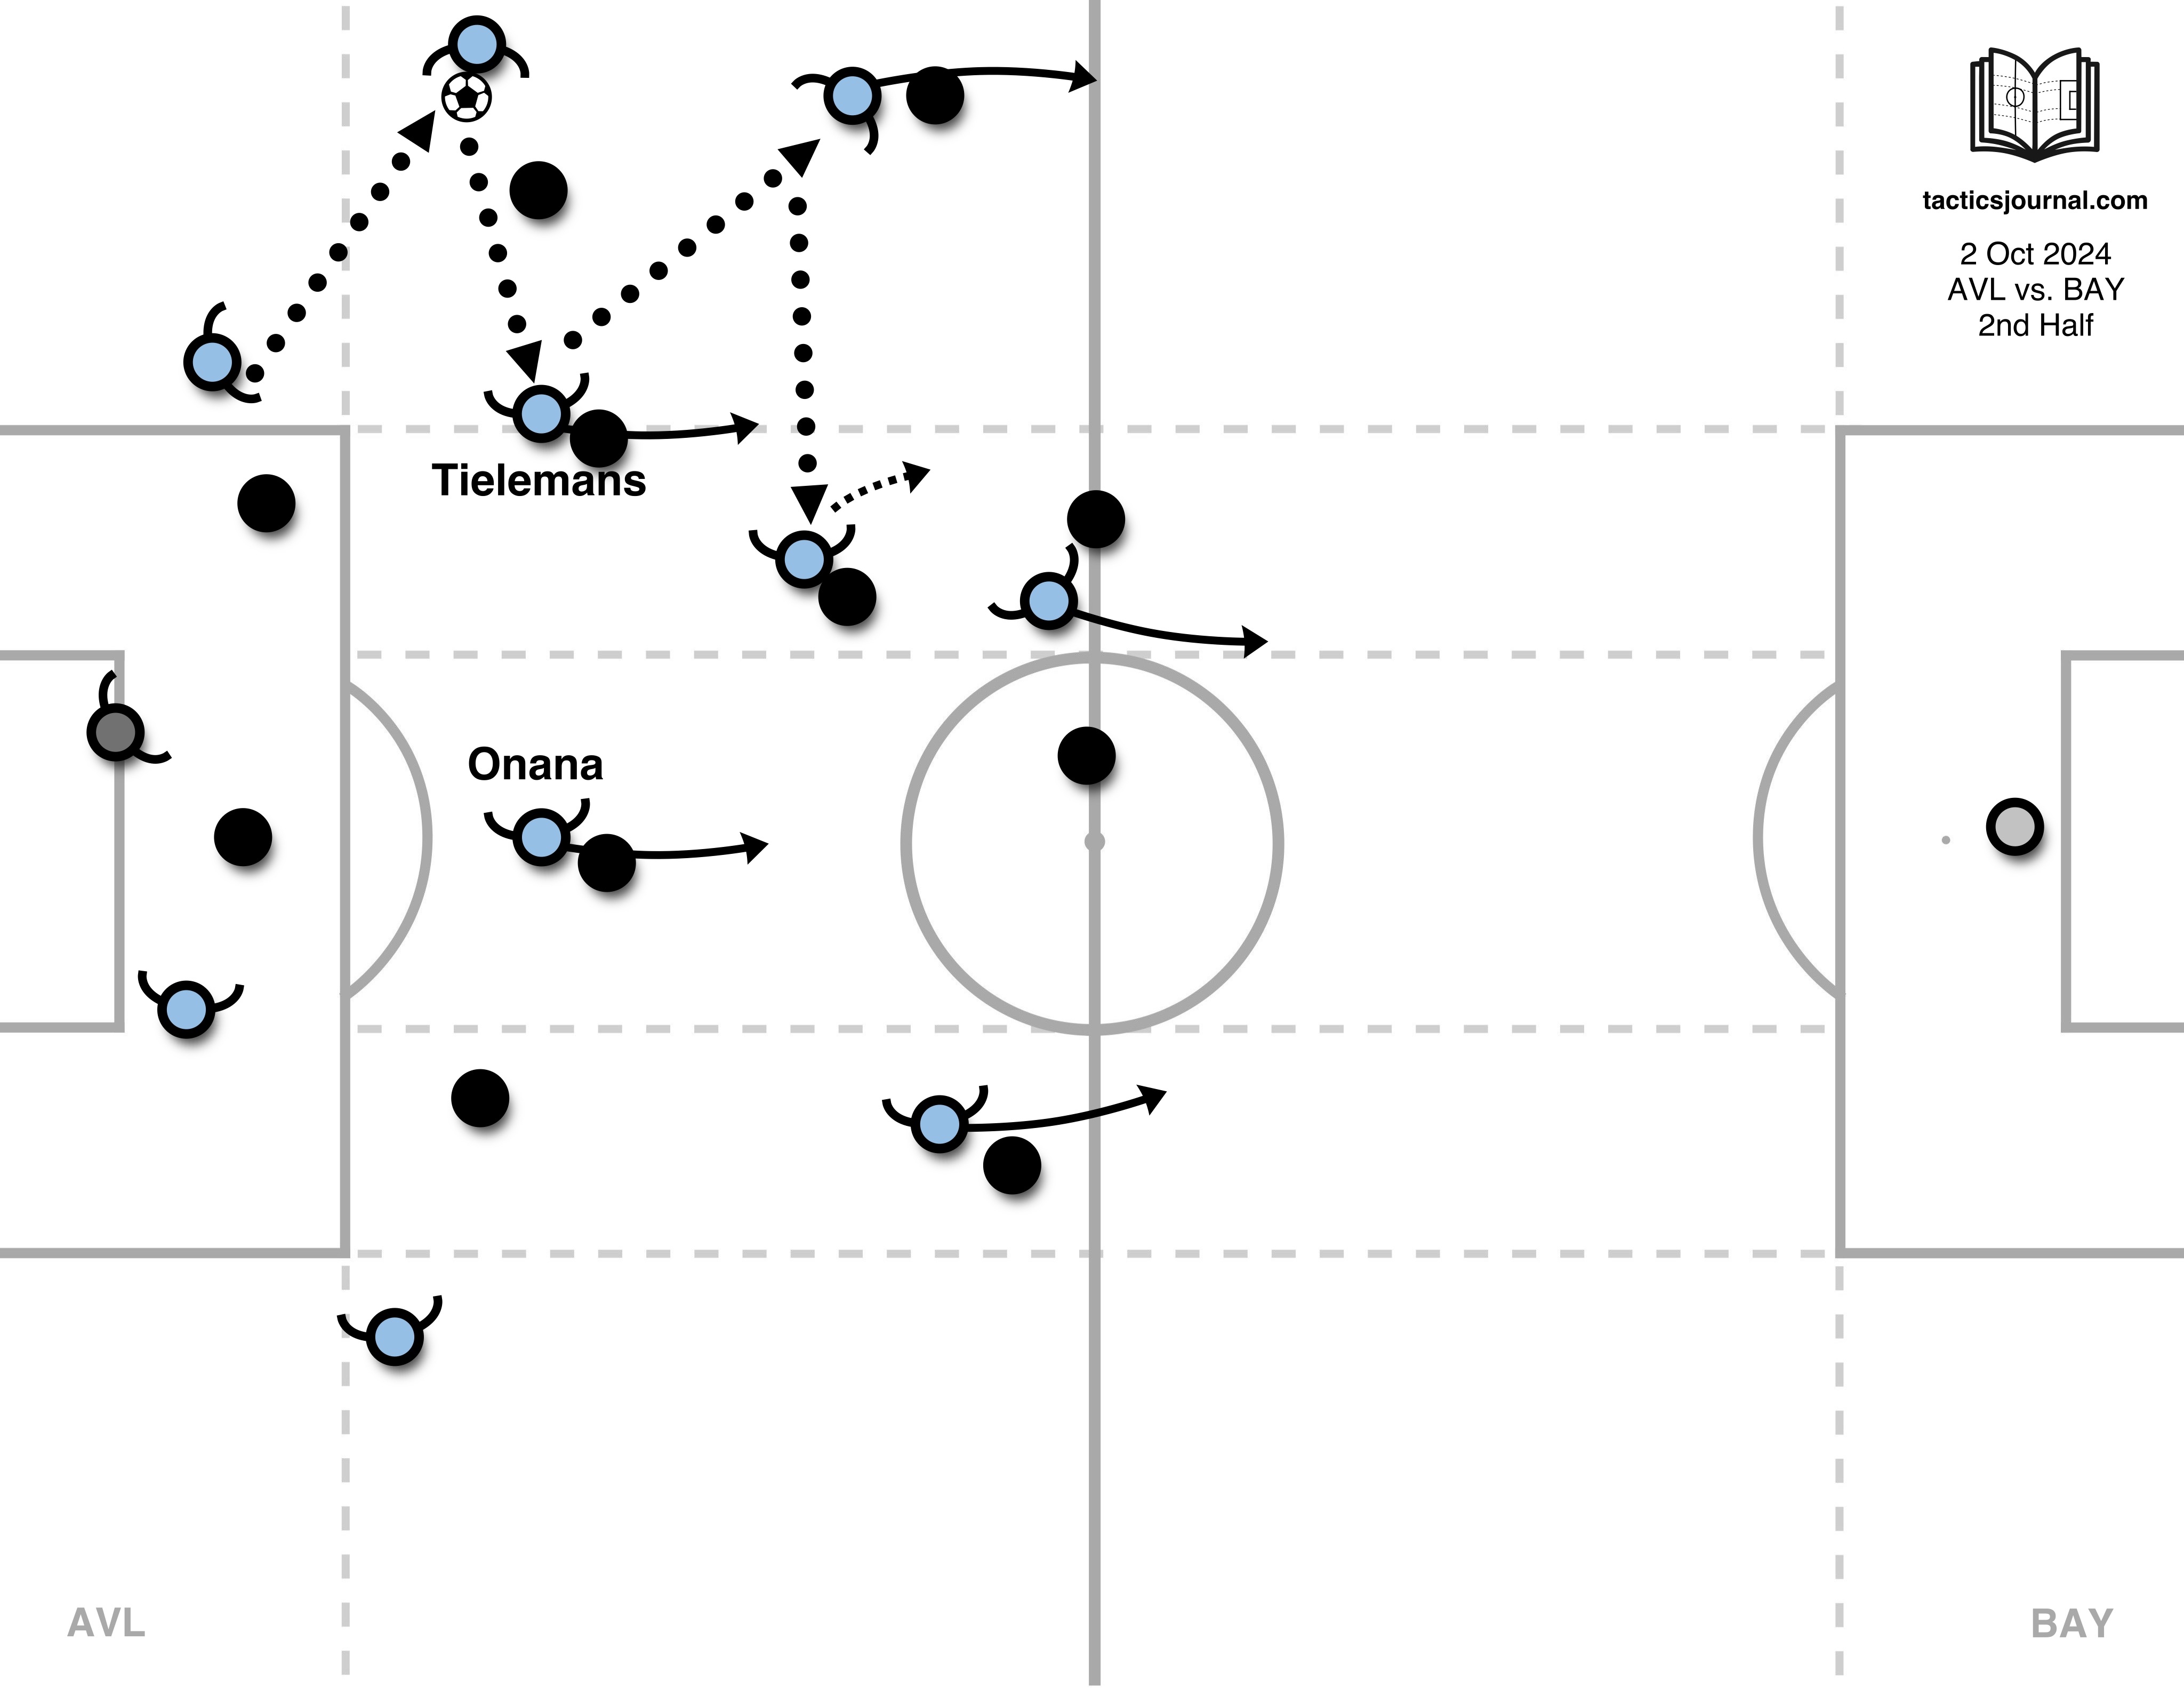 tacticsjournal.com
2 Oct 2024
AVL vs. BAY
2nd Half
Tielemans
Onana
AVL
BAY